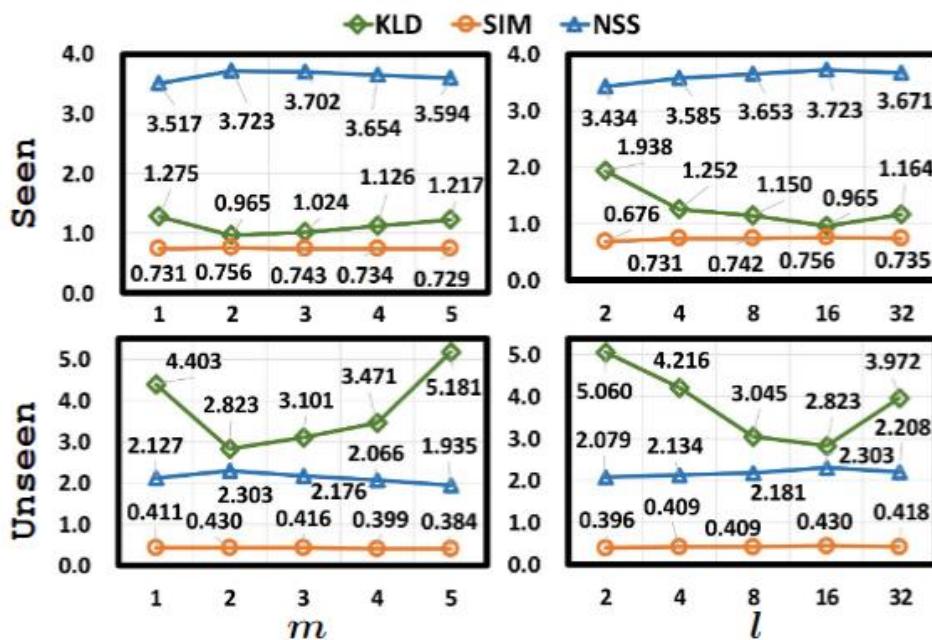 KLD SIM NSS
Seen
4.0
3.0
2.0
1.0
0.0
3.517 3.723 3.702 3.654 3.594
1.275 0.965 1.024 1.126 1.217
0.731 0.756 0.743 0.734 0.729
1 2 3 4 5
4.0
3.0
2.0
1.0
0.0
3.434 3.585 3.653 3.723 3.671
1.938 1.252 1.150 0.965 1.164
0.676 0.731 0.742 0.756 0.735
2 4 8 16 32
Unseen
5.0
4.0
3.0
2.0
1.0
0.0
4.403 2.823 3.101 3.471 5.181
2.127 2.303 2.176 2.066 1.935
0.411 0.430 0.416 0.399 0.384
1 2 3 4 5
m
5.0
4.0
3.0
2.0
1.0
0.0
5.060 4.216 3.045 2.823 3.972
2.079 2.134 2.181 2.303 2.208
0.396 0.409 0.409 0.430 0.418
2 4 8 16 32
l